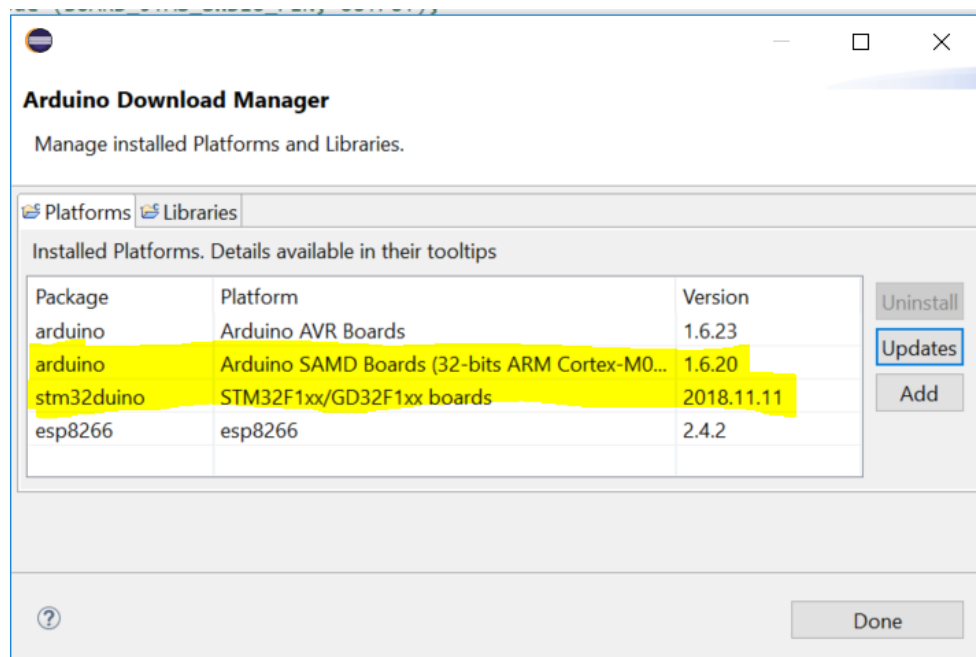 Arduino Download Manager
Manage installed Platforms and Libraries.
Platforms Libraries
Installed Platforms. Details available in their tooltips
Package Platform Version
arduino Arduino AVR Boards 1.6.23
arduino Arduino SAMD Boards (32-bits ARM Cortex-M0... 1.6.20
stm32duino STM32F1xx/GD32F1xx boards 2018.11.11
esp8266 esp8266 2.4.2
Uninstall
Updates
Add
?
Done